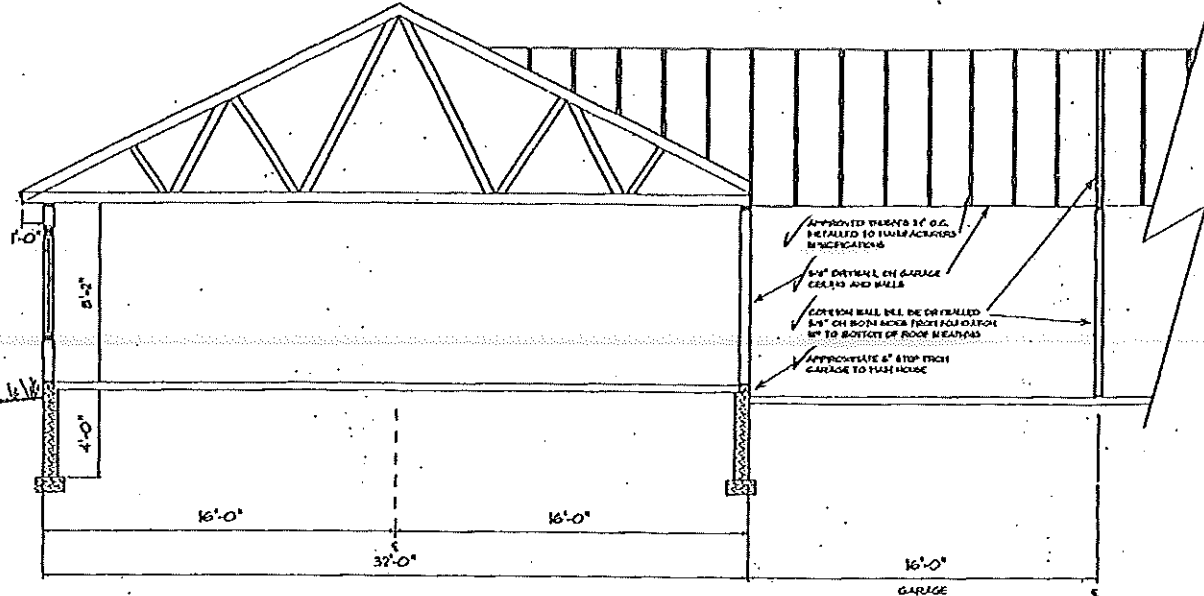 1'-0"
8'-2"
4'-0"
APPROVED TRUSSES 24" O.C.
INSTALLED TO MANUFACTURERS
SPECIFICATIONS
5/8" DRYWALL ON GARAGE
CEILING AND WALLS
COMMON WALL WILL BE DRYWALLED
5/8" ON BOTH SIDES FROM FOUNDATION
UP TO BOTTOM OF ROOF SHEATHING
APPROXIMATE 6" STEP FROM
GARAGE TO MAIN HOUSE
16'-0"
16'-0"
32'-0"
16'-0"
GARAGE